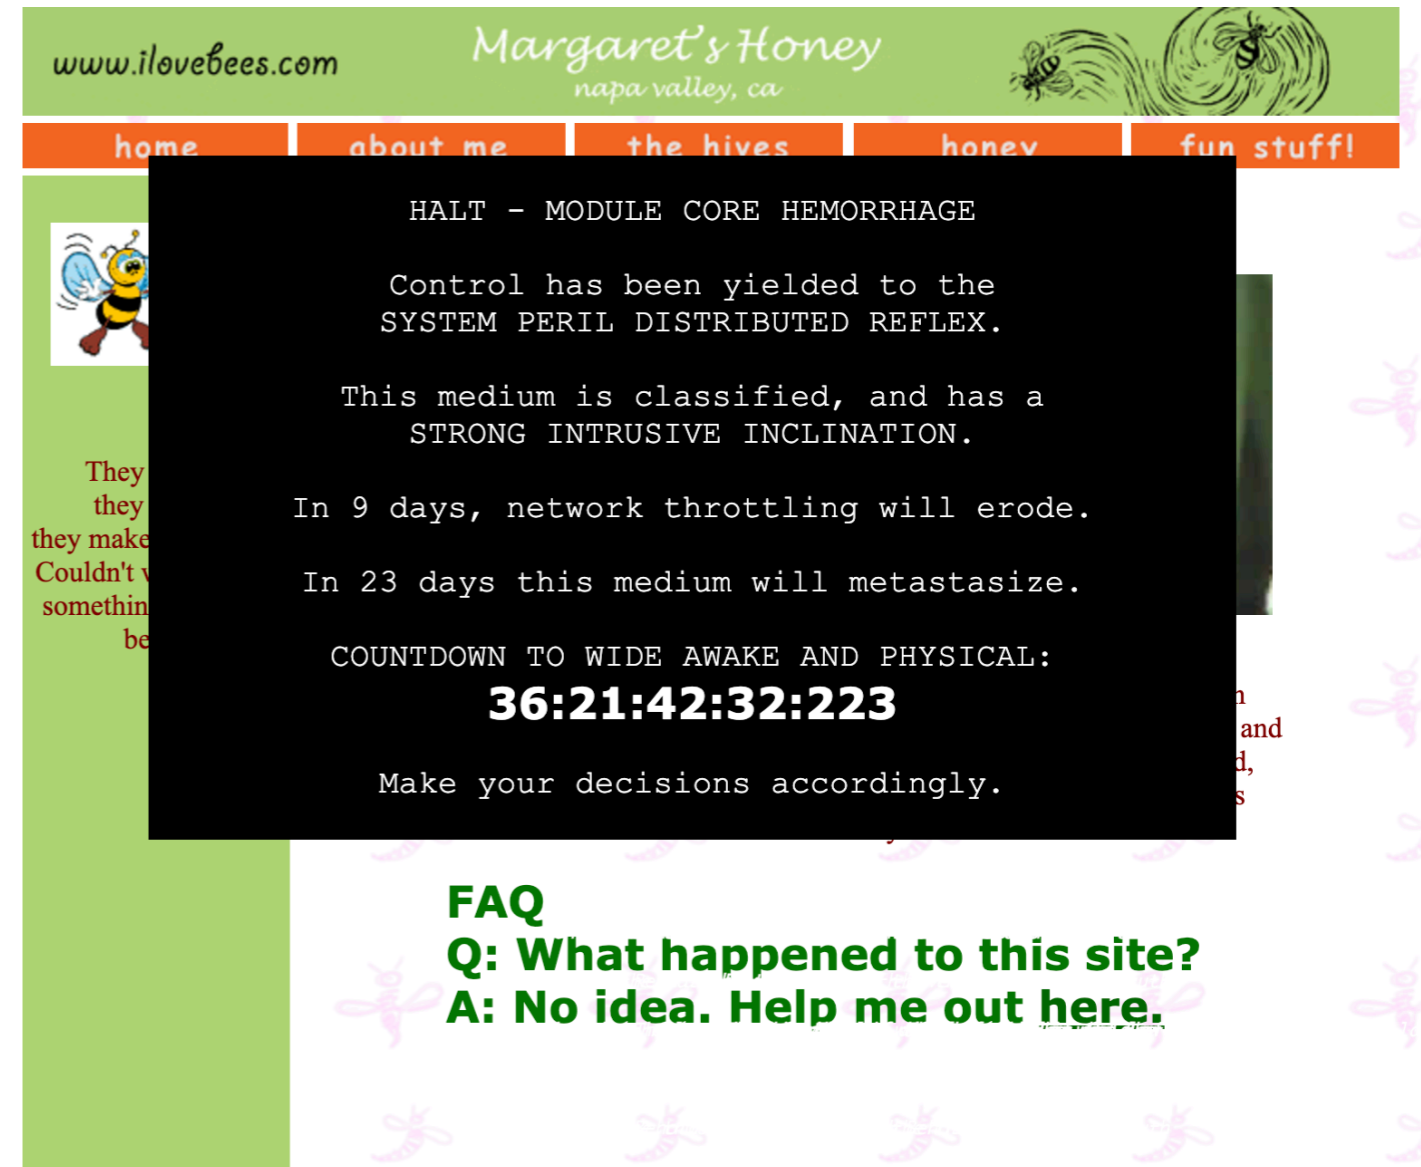 www.ilovebees.com
Margaret's Honey
napa valley, ca
home
about me
the hives
honey
fun stuff!
HALT - MODULE CORE HEMORRHAGE
Control has been yielded to the
SYSTEM PERIL DISTRIBUTED REFLEX.
This medium is classified, and has a
STRONG INTRUSIVE INCLINATION.
In 9 days, network throttling will erode.
In 23 days this medium will metastasize.
COUNTDOWN TO WIDE AWAKE AND PHYSICAL:
36:21:42:32:223
Make your decisions accordingly.
They
they
they make
Couldn't
and
FAQ
Q: What happened to this site?
A: No idea. Help me out here.